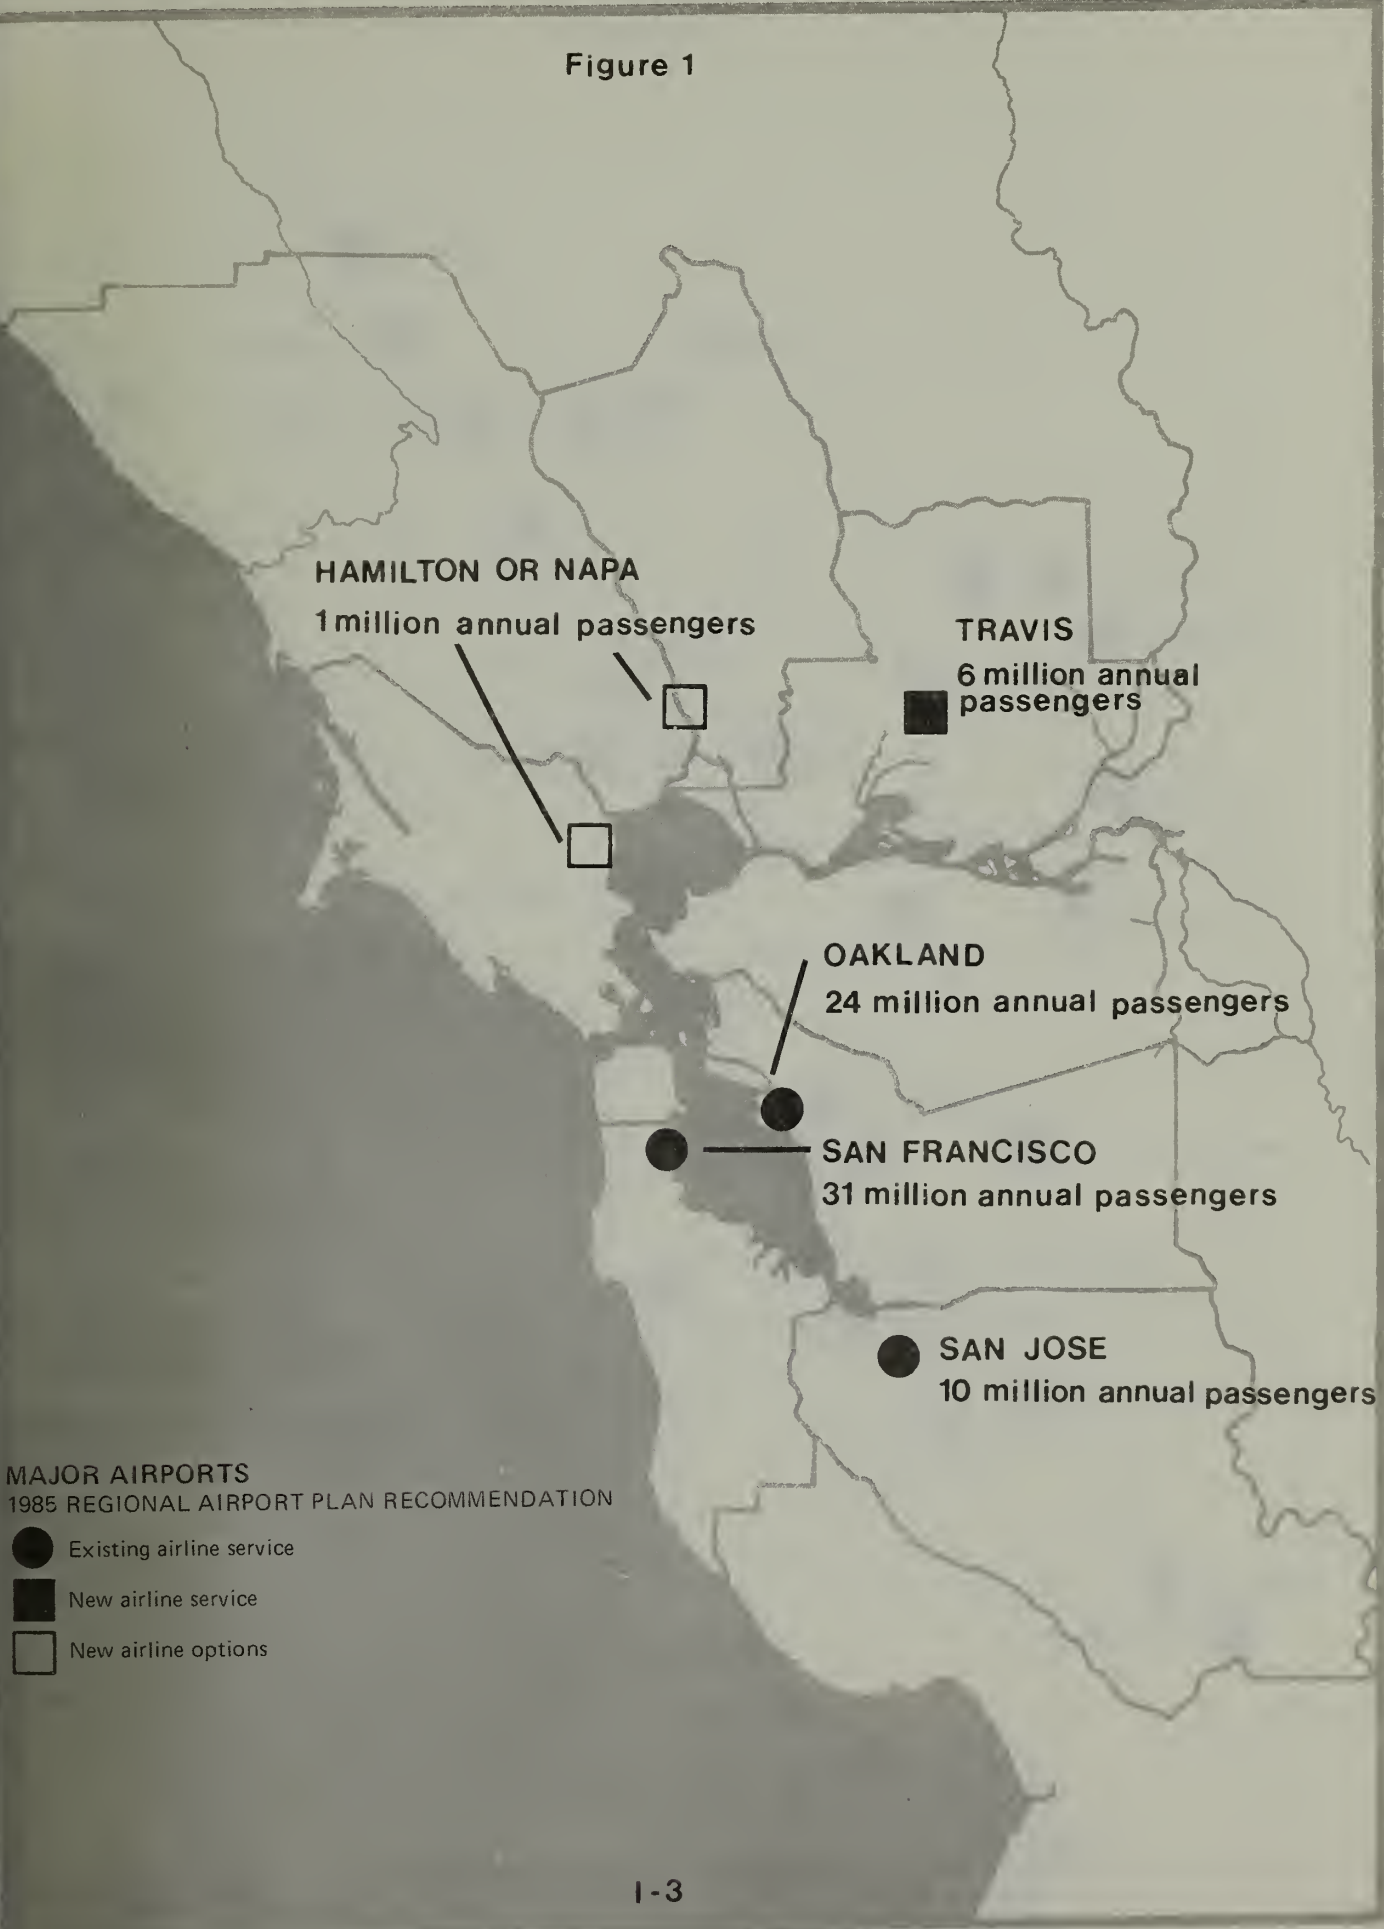 Figure 1
HAMILTON OR NAPA
1 million annual passengers
TRAVIS
6 million annual
passengers
OAKLAND
24 million annual passengers
SAN FRANCISCO
31 million annual passengers
SAN JOSE
10 million annual passengers
MAJOR AIRPORTS
1985 REGIONAL AIRPORT PLAN RECOMMENDATION
Existing airline service
New airline service
New airline options
I-3